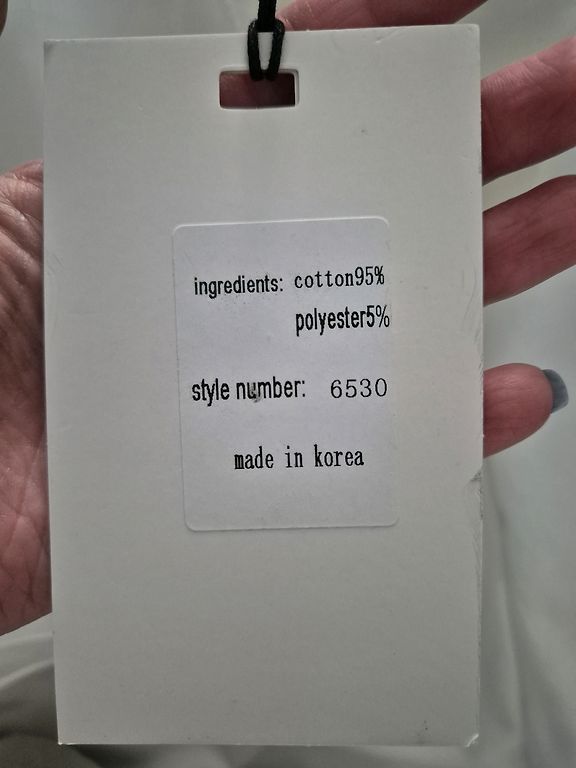 ingredients: cotton95%
polyester5%
style number: 6530
made in korea